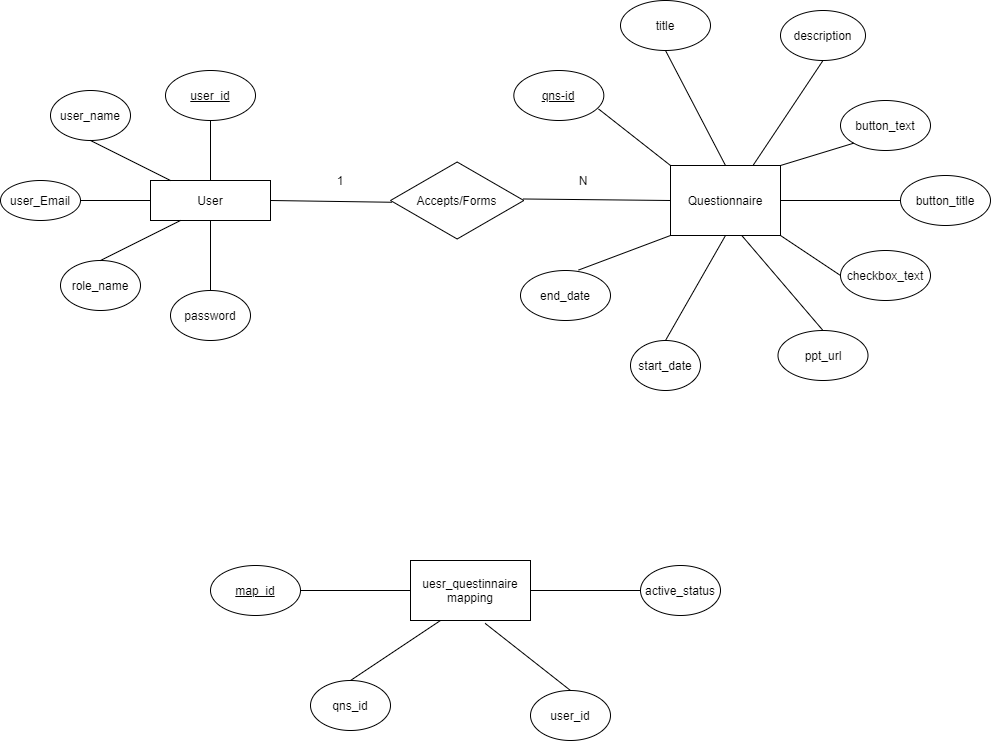 title
description
user_id
qns-id
user_name
button_text
1
N
user_Email
User
Accepts/Forms
Questionnaire
button_title
role_name
checkbox_text
end_date
password
ppt_url
start_date
uesr_questinnaire
mapping
map_id
active_status
qns_id
user_id